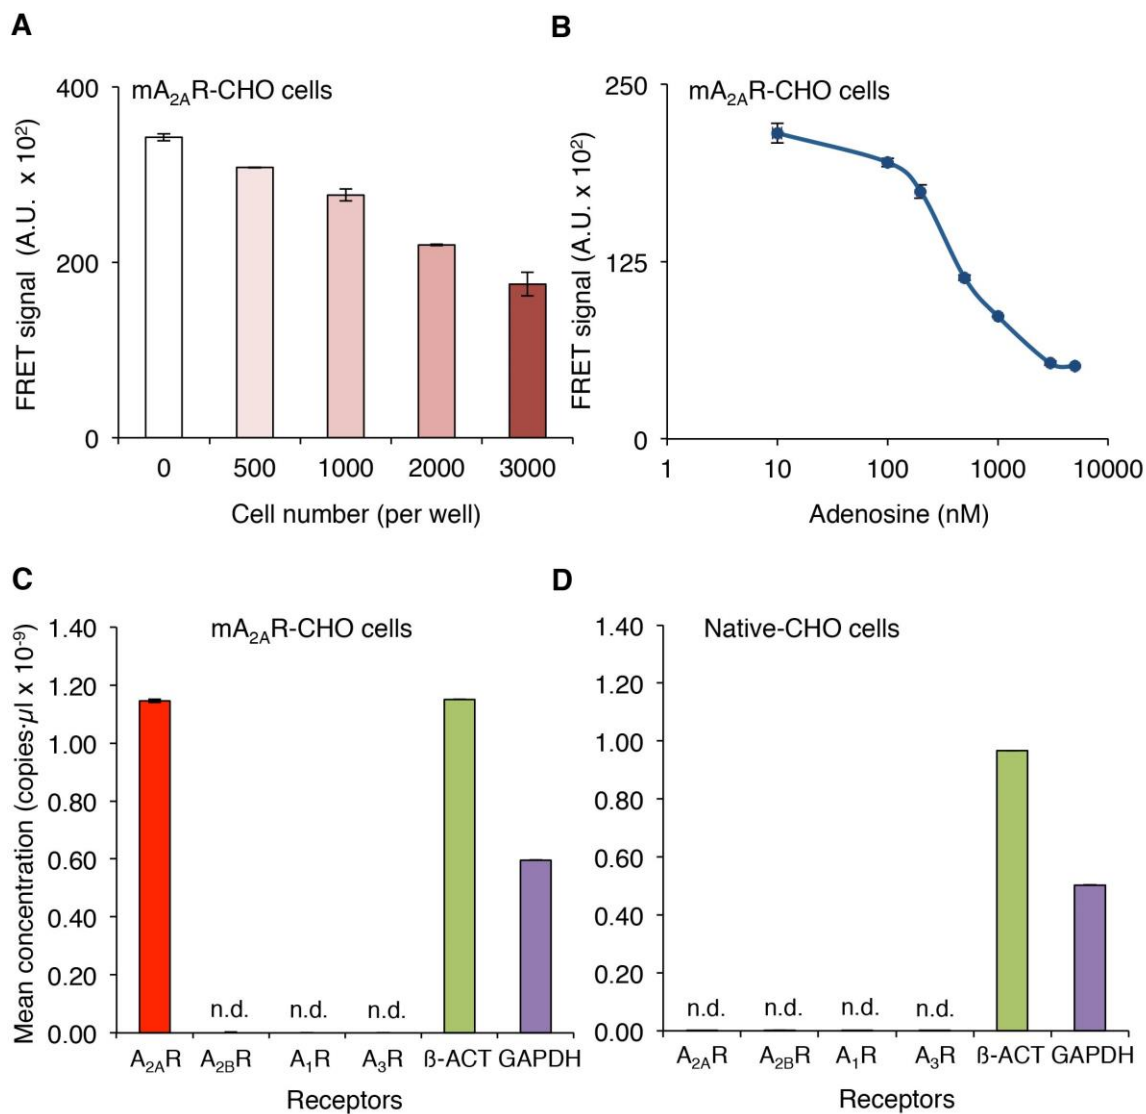 A
mA2AR-CHO cells
FRET signal (A.U. x 10²)
400
200
0
0 500 1000 2000 3000
Cell number (per well)
B
mA2AR-CHO cells
FRET signal (A.U. x 10²)
250
125
0
1 10 100 1000 10000
Adenosine (nM)
C
mA2AR-CHO cells
Mean concentration (copies·µl x 10⁻⁹)
1.40
1.20
1.00
0.80
0.60
0.40
0.20
0.00
n.d. n.d. n.d.
A2AR A2BR A1R A3R ß-ACT GAPDH
Receptors
D
Native-CHO cells
1.40
1.20
1.00
0.80
0.60
0.40
0.20
0.00
n.d. n.d. n.d. n.d.
A2AR A2BR A1R A3R ß-ACT GAPDH
Receptors